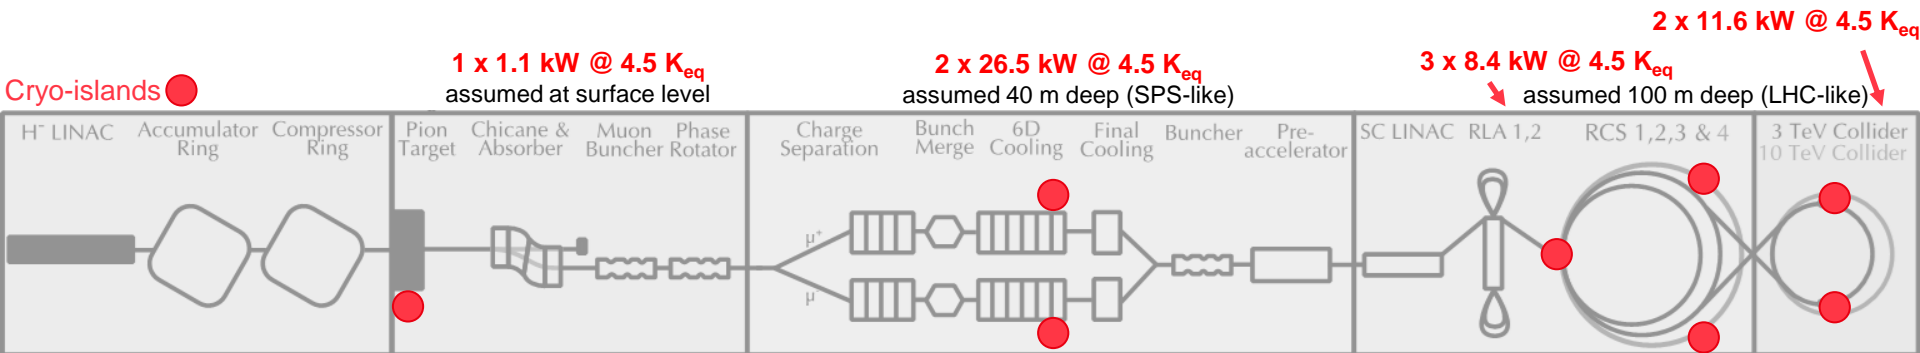 2 x 11.6 kW @ 4.5 Keq
1 x 1.1 kW @ 4.5 Keq
2 x 26.5 kW @ 4.5 Keq
3 x 8.4 kW @ 4.5 Keq
Cryo-islands
assumed at surface level
assumed 40 m deep (SPS-like)
assumed 100 m deep (LHC-like)
H⁻ LINAC
Accumulator
Ring
Compressor
Ring
Pion
Target
Chicane &
Absorber
Muon
Buncher
Phase
Rotator
Charge
Separation
Bunch
Merge
6D
Cooling
Final
Cooling
Buncher
Pre-
accelerator
SC LINAC
RLA 1,2
RCS 1,2,3 & 4
3 TeV Collider
10 TeV Collider
μ⁺
μ⁻